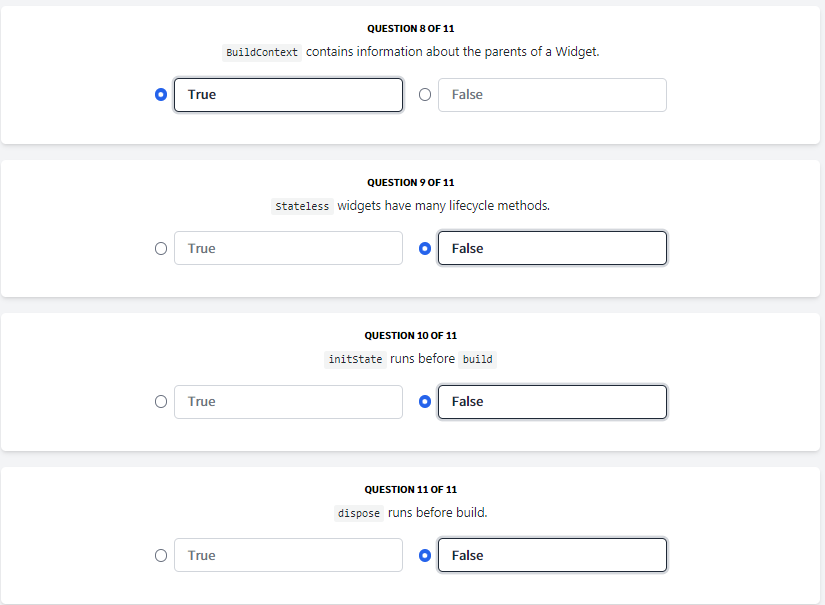 QUESTION 8 OF 11
BuildContext contains information about the parents of a Widget.
True False
QUESTION 9 OF 11
Stateless widgets have many lifecycle methods.
True False
QUESTION 10 OF 11
initState runs before build
True False
QUESTION 11 OF 11
dispose runs before build.
True False